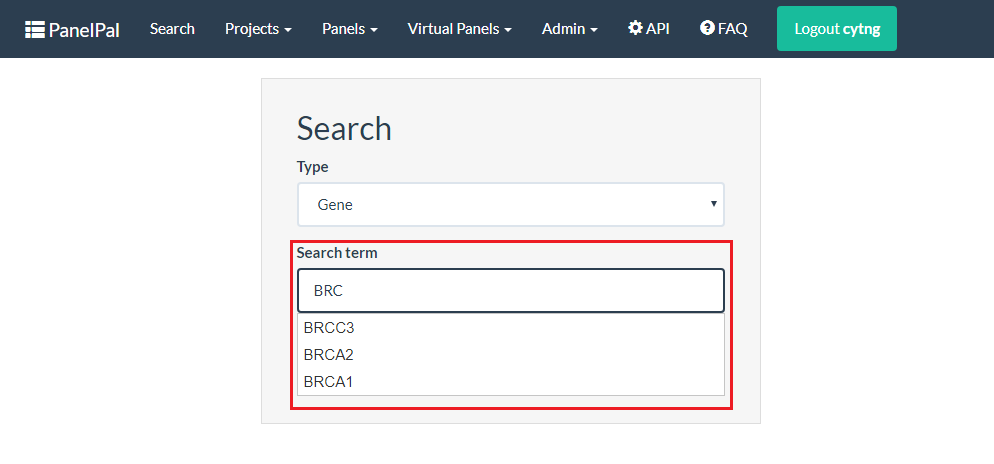 PanelPal Search Projects Panels Virtual Panels Admin API FAQ Logout cytng
Search
Type
Gene
Search term
BRC
BRCC3
BRCA2
BRCA1